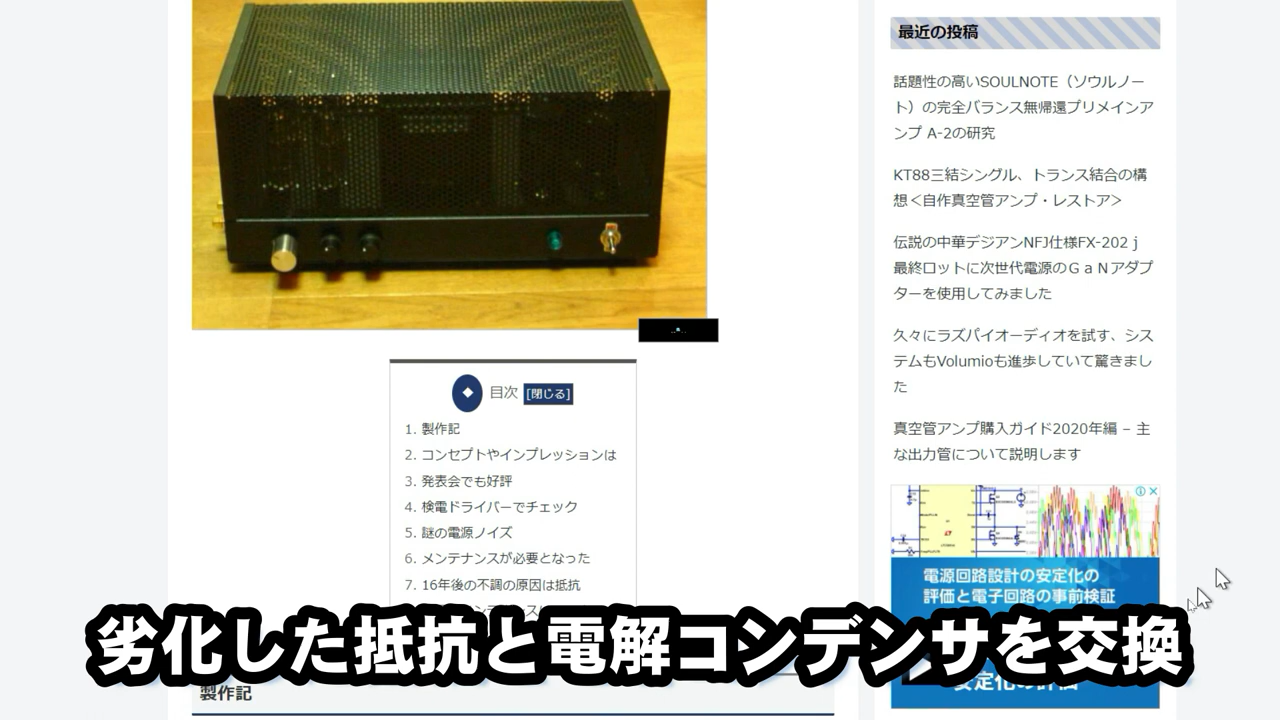 最近の投稿
話題性の高いSOULNOTE（ソウルノー
ト）の完全バランス無帰還プリメインア
ンプ A-2の研究
KT88三結シングル、トランス結合の構
想＜自作真空管アンプ・レストア＞
伝説の中華デジアンNFJ仕様FX-202ｊ
最終ロットに次世代電源のＧａＮアダプ
ターを使用してみました
久々にラズパイオーディオを試す、シス
テムもVolumioも進歩していて驚きまし
た
真空管アンプ購入ガイド2020年編 – 主
な出力管について説明します
目次 [閉じる]
1. 製作記
2. コンセプトやインプレッションは
3. 発表会でも好評
4. 検電ドライバーでチェック
5. 謎の電源ノイズ
6. メンテナンスが必要となった
7. 16年後の不調の原因は抵抗
電源回路設計の安定化の
評価と電子回路の事前検証
劣化した抵抗と電解コンデンサを交換
製作記